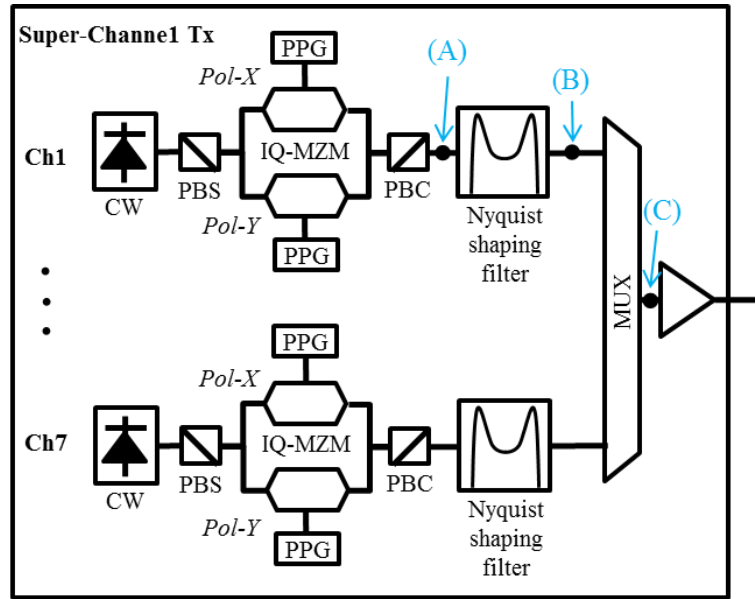 Super-Channe1 Tx
PPG
(A)
Pol-X
(B)
Ch1
IQ-MZM
CW
PBS
PBC
Pol-Y
Nyquist
shaping
filter
PPG
(C)
MUX
PPG
Pol-X
Ch7
IQ-MZM
CW
PBS
PBC
Pol-Y
Nyquist
shaping
filter
PPG